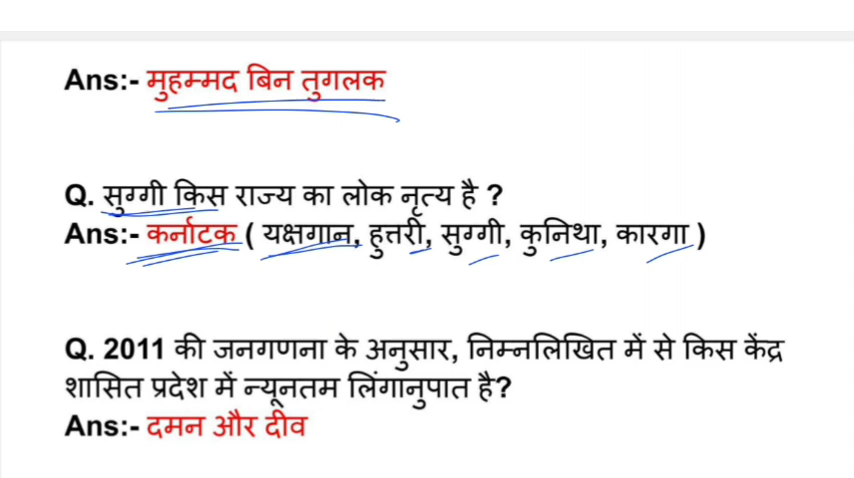 Ans:- मुहम्मद बिन तुगलक
Q. सुग्गी किस राज्य का लोक नृत्य है ?
Ans:- कर्नाटक ( यक्षगान, हुत्तरी, सुग्गी, कुनिथा, कारगा )
Q. 2011 की जनगणना के अनुसार, निम्नलिखित में से किस केंद्र
शासित प्रदेश में न्यूनतम लिंगानुपात है?
Ans:- दमन और दीव